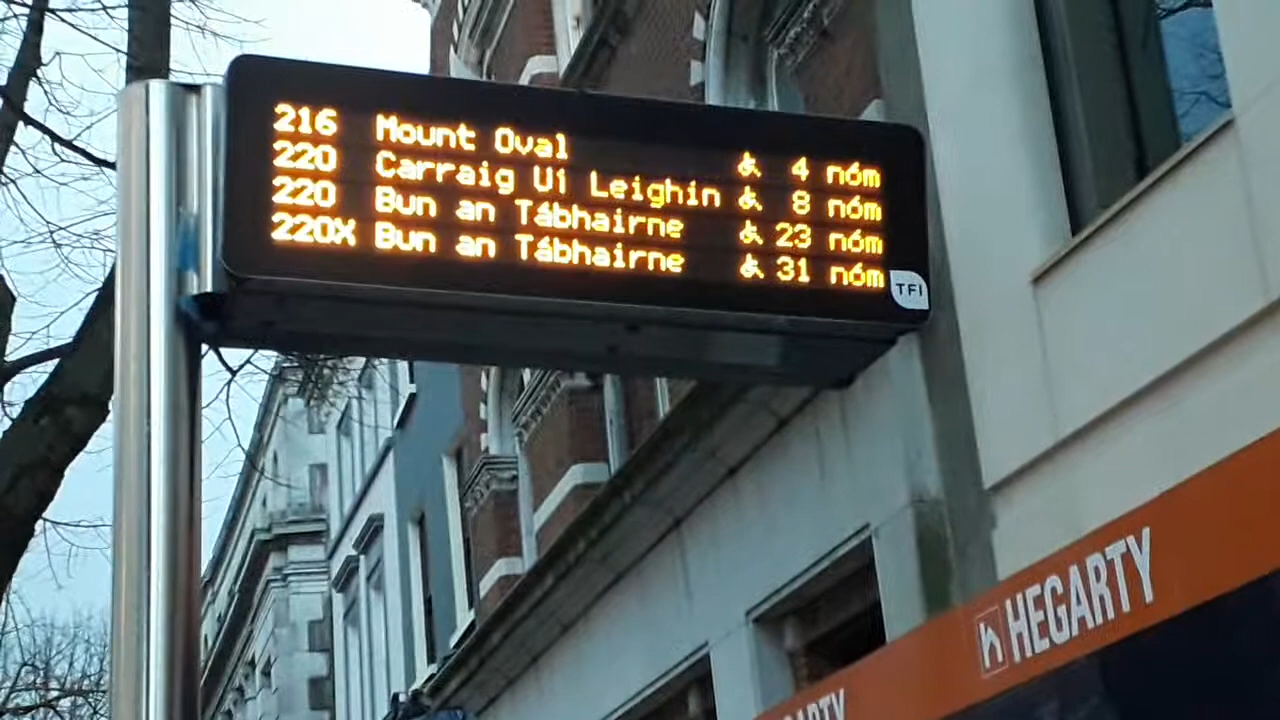 216 Mount Oval 4 nóm
220 Carraig Uí Leighin 8 nóm
220 Bun an Tábhairne 23 nóm
220X Bun an Tábhairne 31 nóm
TFI
HEGARTY